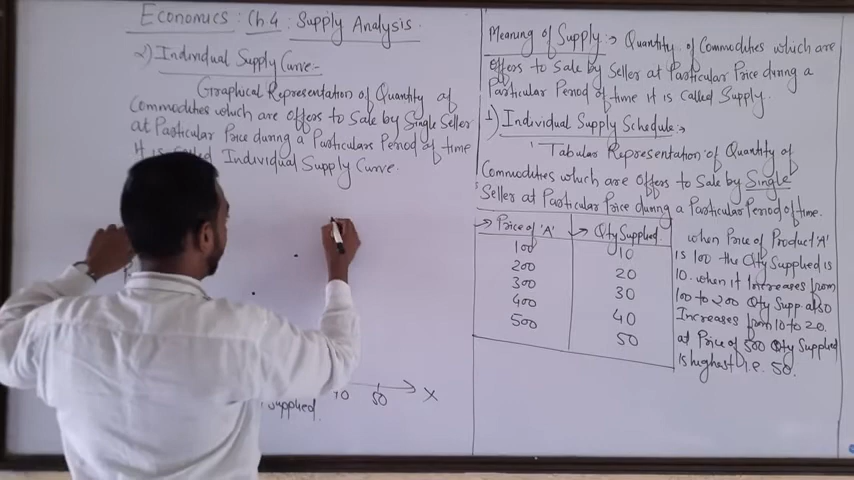 Economics: Ch.4: Supply Analysis.
2) Individual Supply Curve:-
Graphical Representation of Quantity of
Commodities which are offers to Sale by Single Seller
at Particular Price during a Particulars Period of time
It is called Individual Supply Curve.
10 50 X
supplied
Meaning of Supply:→ Quantity of Commodities which are
offers to Sale by Seller at Particular Price during a
Particular Period of time it is called Supply.
1) Individual Supply Schedule:→
Tabular Representation of Quantity of
Commodities which are offers to Sale by Single
Seller at Particular Price during a Particular Period of time.
→ Price of 'A' → Qty Supplied
100 10
200 20
300 30
400 40
500 50
when Price of Product 'A'
is 100 the Qty Supplied is
10. when it Increases from
100 to 200 Qty Supp. also
Increases from 10 to 20.
at Price of 500 Qty Supplied
is highest i.e. 50.